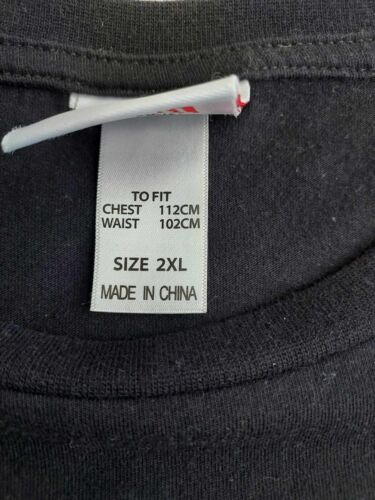 TO FIT
CHEST 112CM
WAIST 102CM
SIZE 2XL
MADE IN CHINA